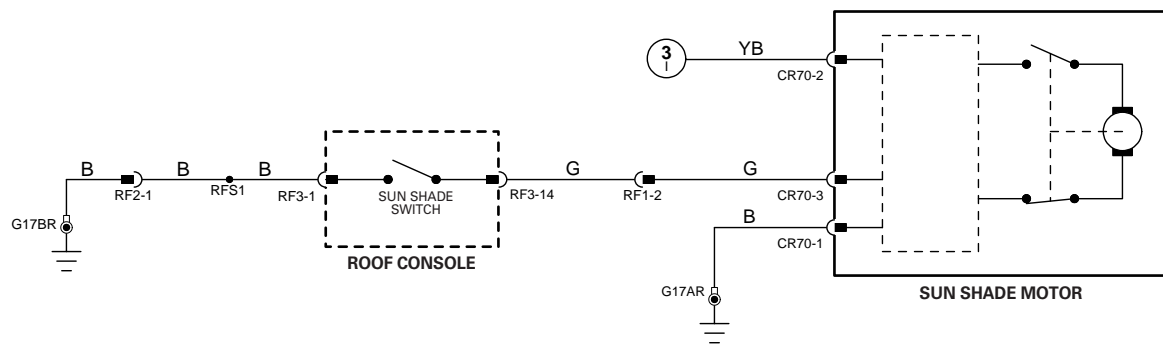 3
I
YB
CR70-2
B
B
B
RF2-1
RFS1
RF3-1
SUN SHADE
SWITCH
RF3-14
G
RF1-2
G
CR70-3
G17BR
ROOF CONSOLE
B
CR70-1
G17AR
SUN SHADE MOTOR